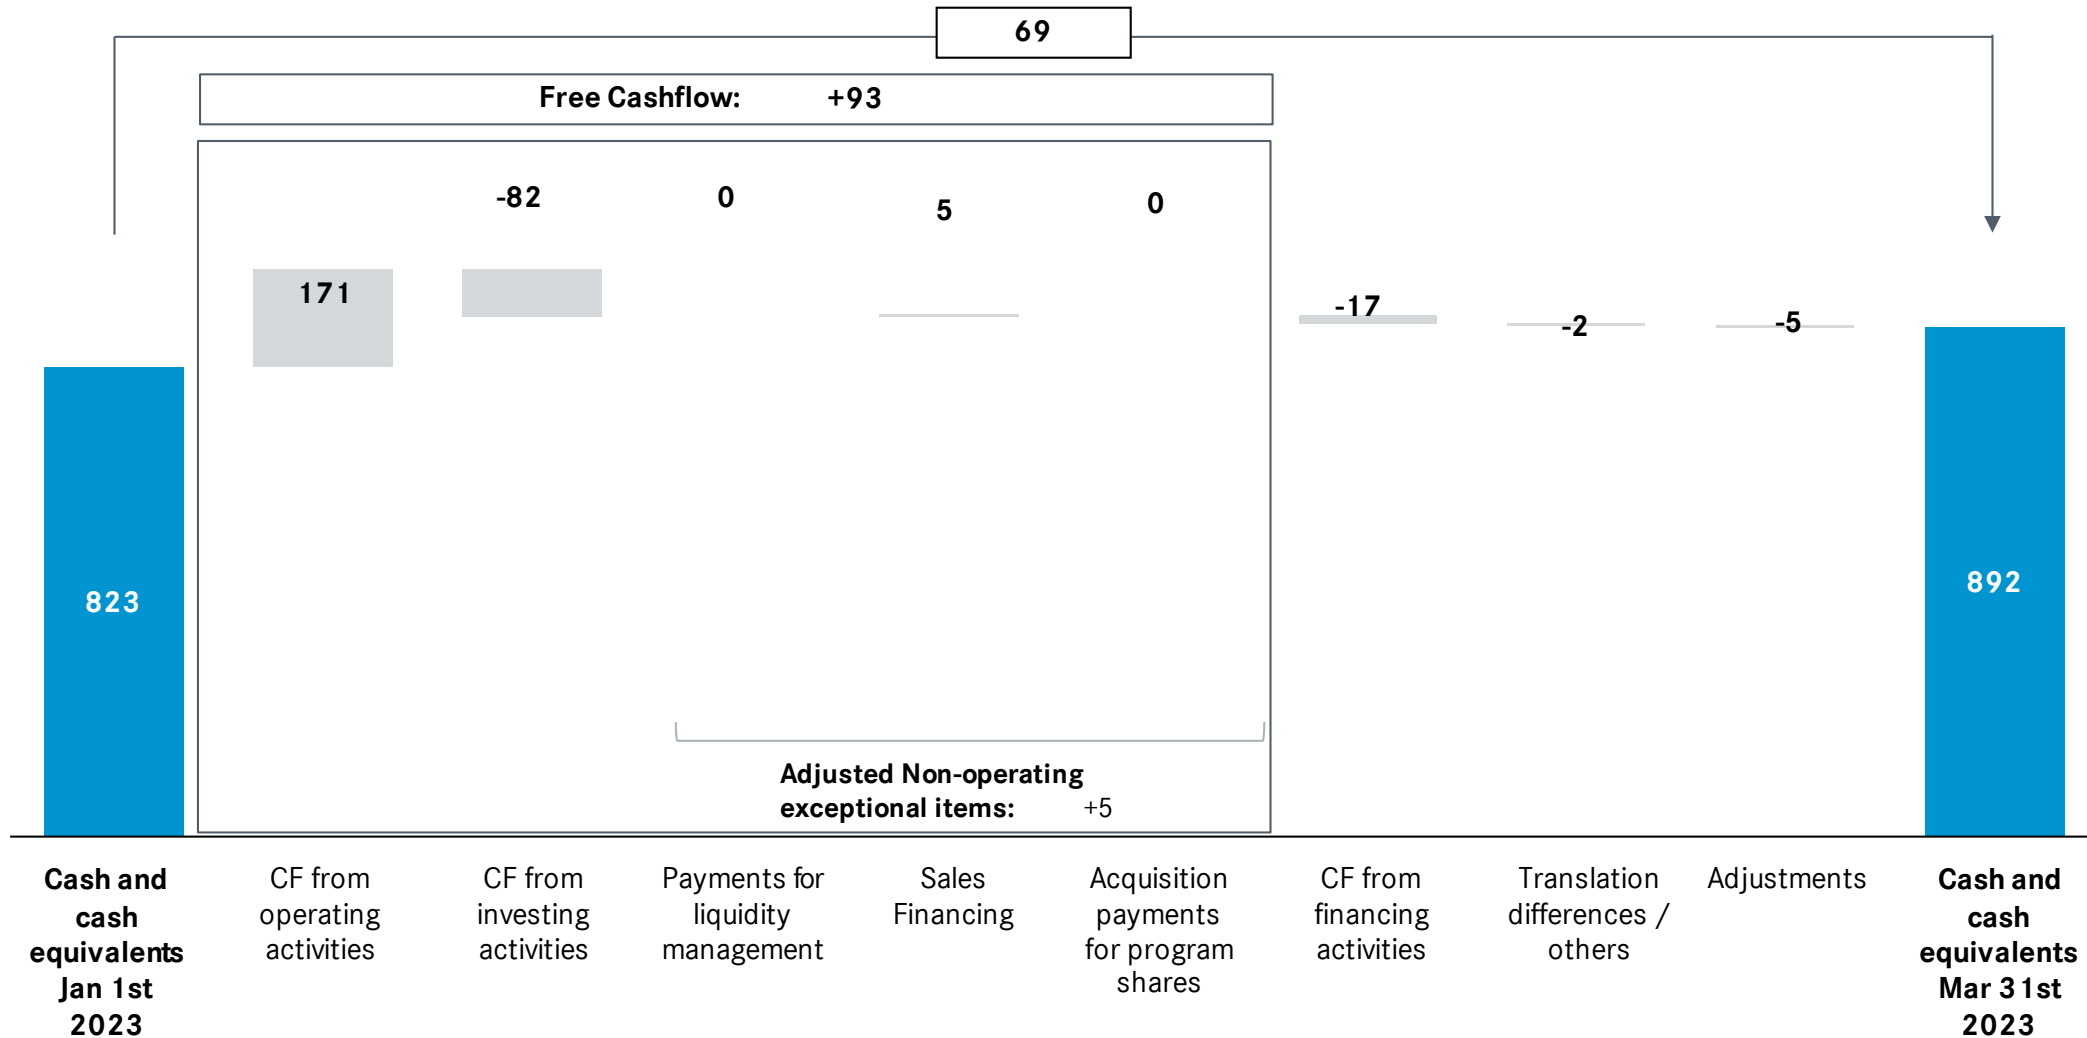 69
Free Cashflow: +93
-82
0
5
0
171
-17
-2
-5
823
892
Adjusted Non-operating
exceptional items: +5
Cash and
cash
equivalents
Jan 1st
2023
CF from
operating
activities
CF from
investing
activities
Payments for
liquidity
management
Sales
Financing
Acquisition
payments
for program
shares
CF from
financing
activities
Translation
differences /
others
Adjustments
Cash and
cash
equivalents
Mar 31st
2023